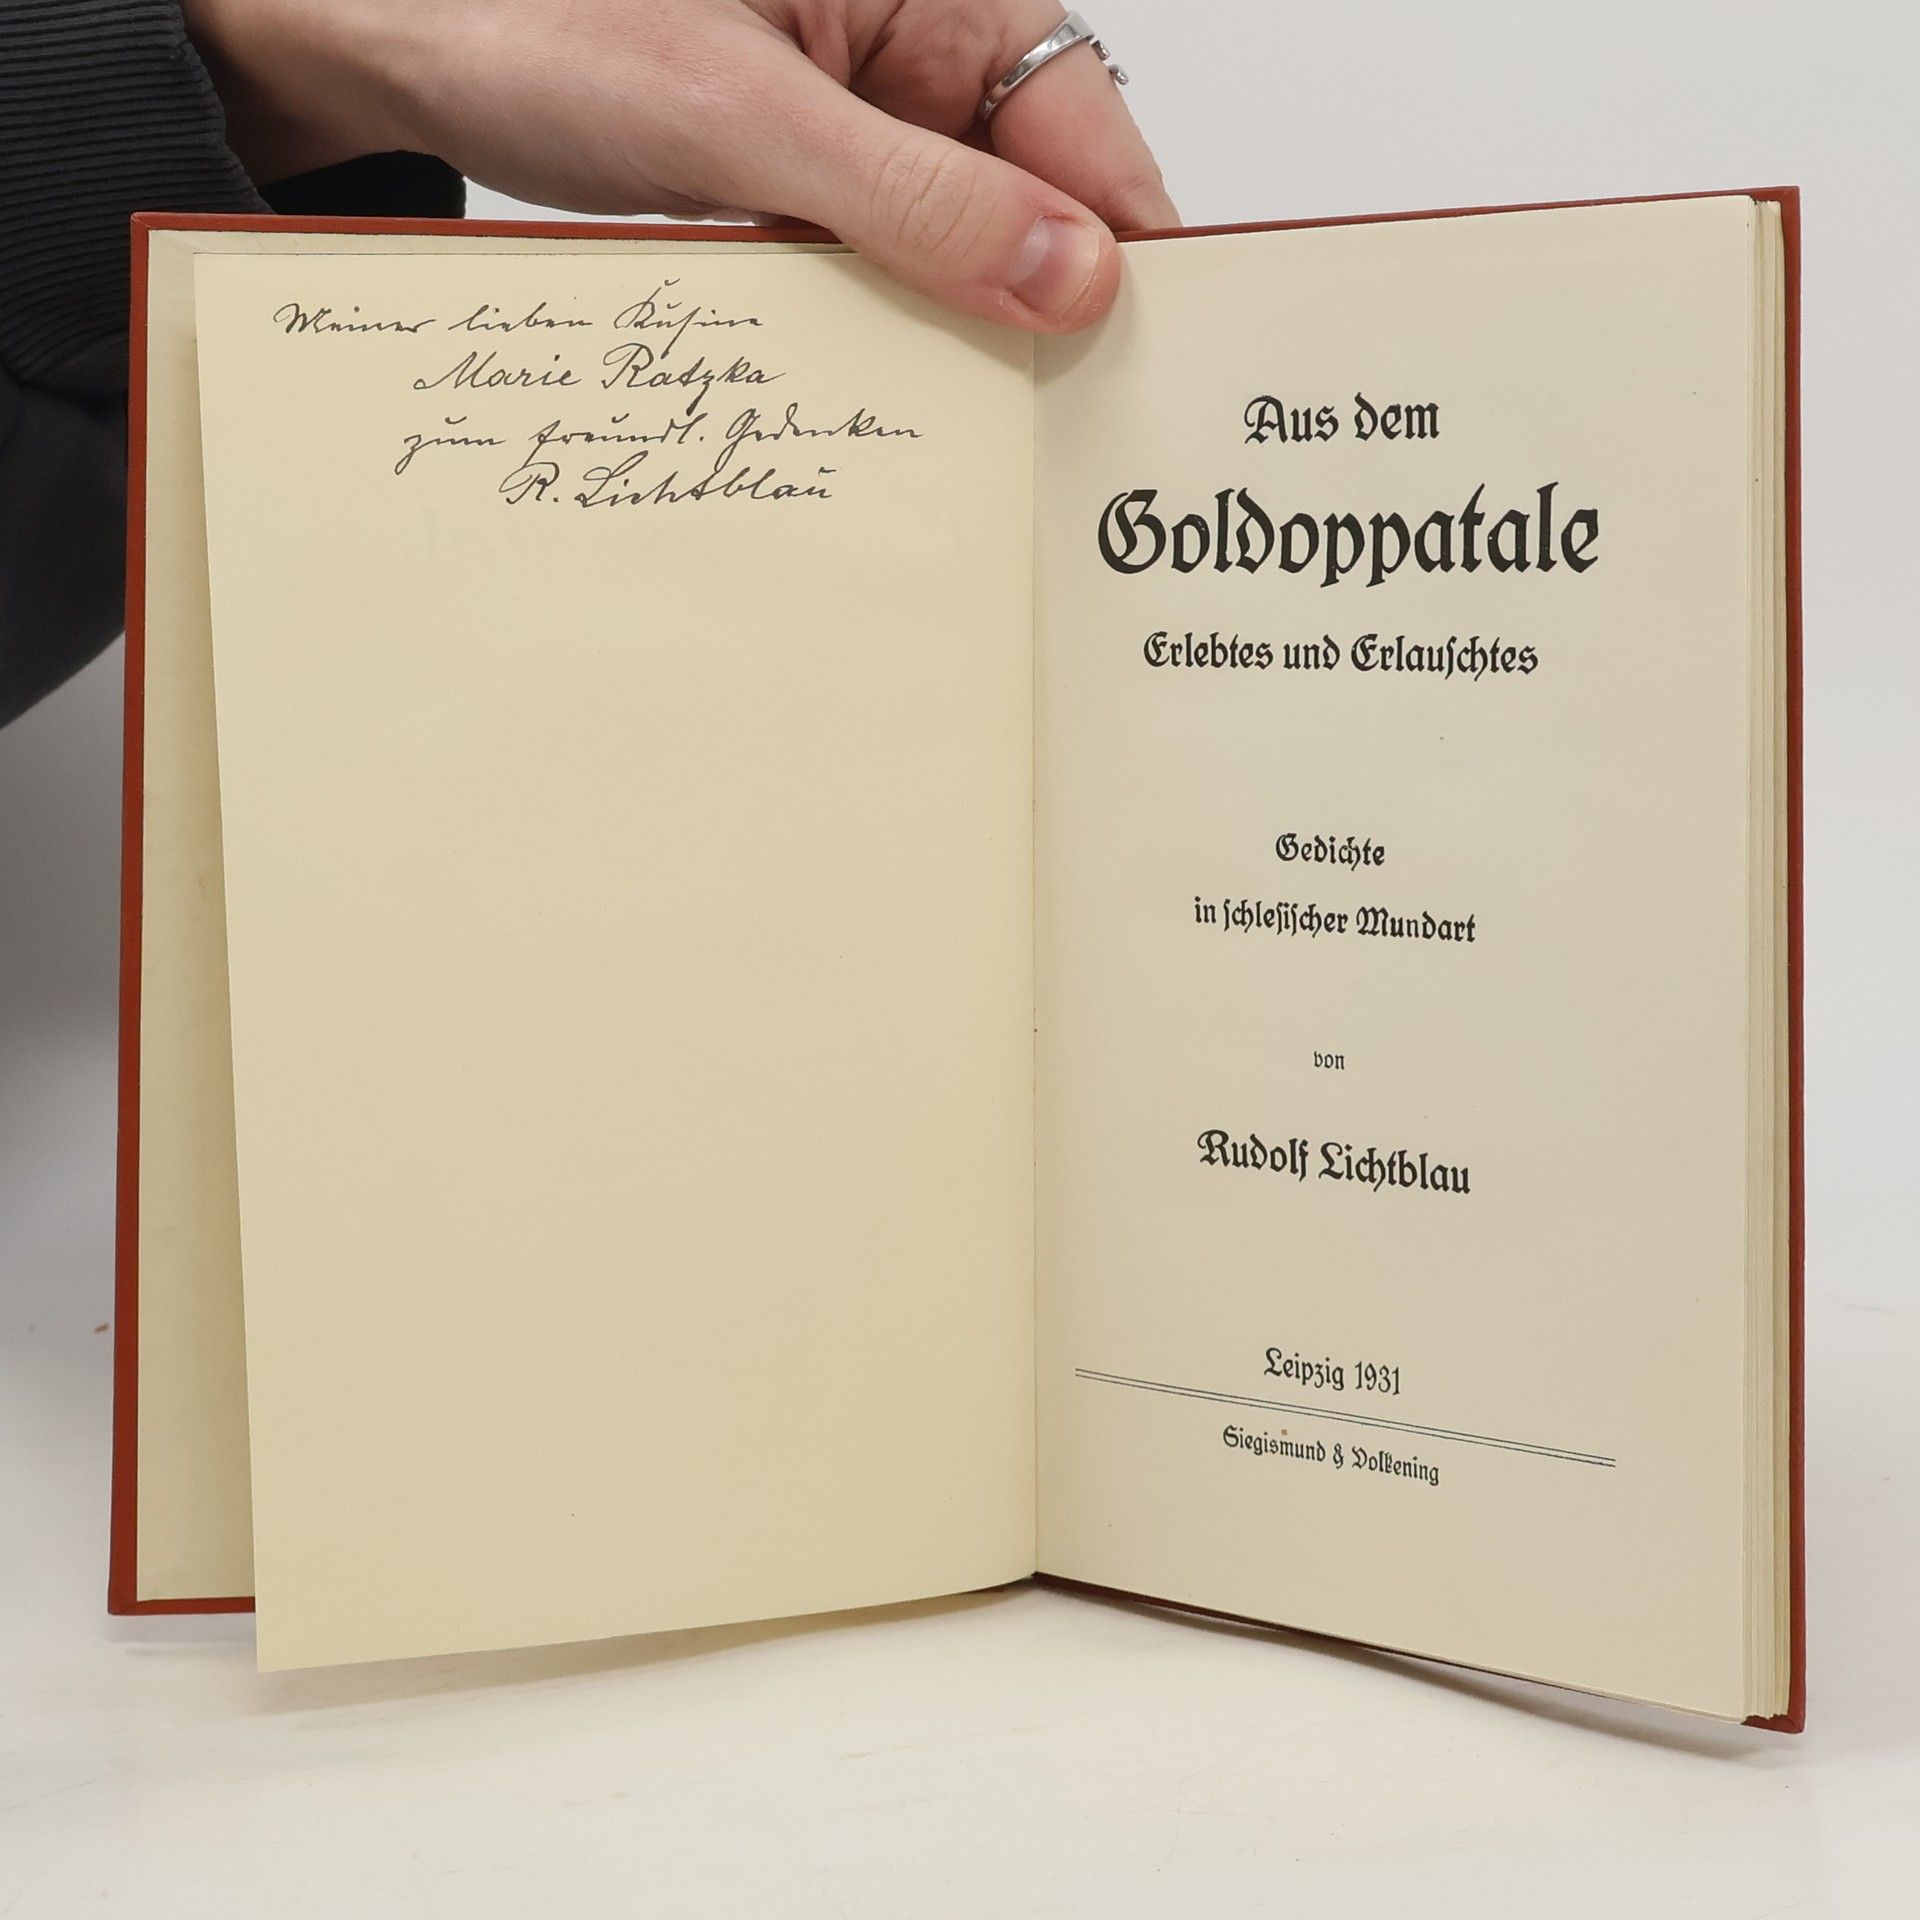 Meiner lieben Kusine
Marie Ratzka
zum freundl. Gedenken
R. Lichtblau
Aus dem
Goldoppatale
Erlebtes und Erlauschtes
Gedichte
in schlesischer Mundart
von
Rudolf Lichtblau
Leipzig 1931
Siegismund & Volkening